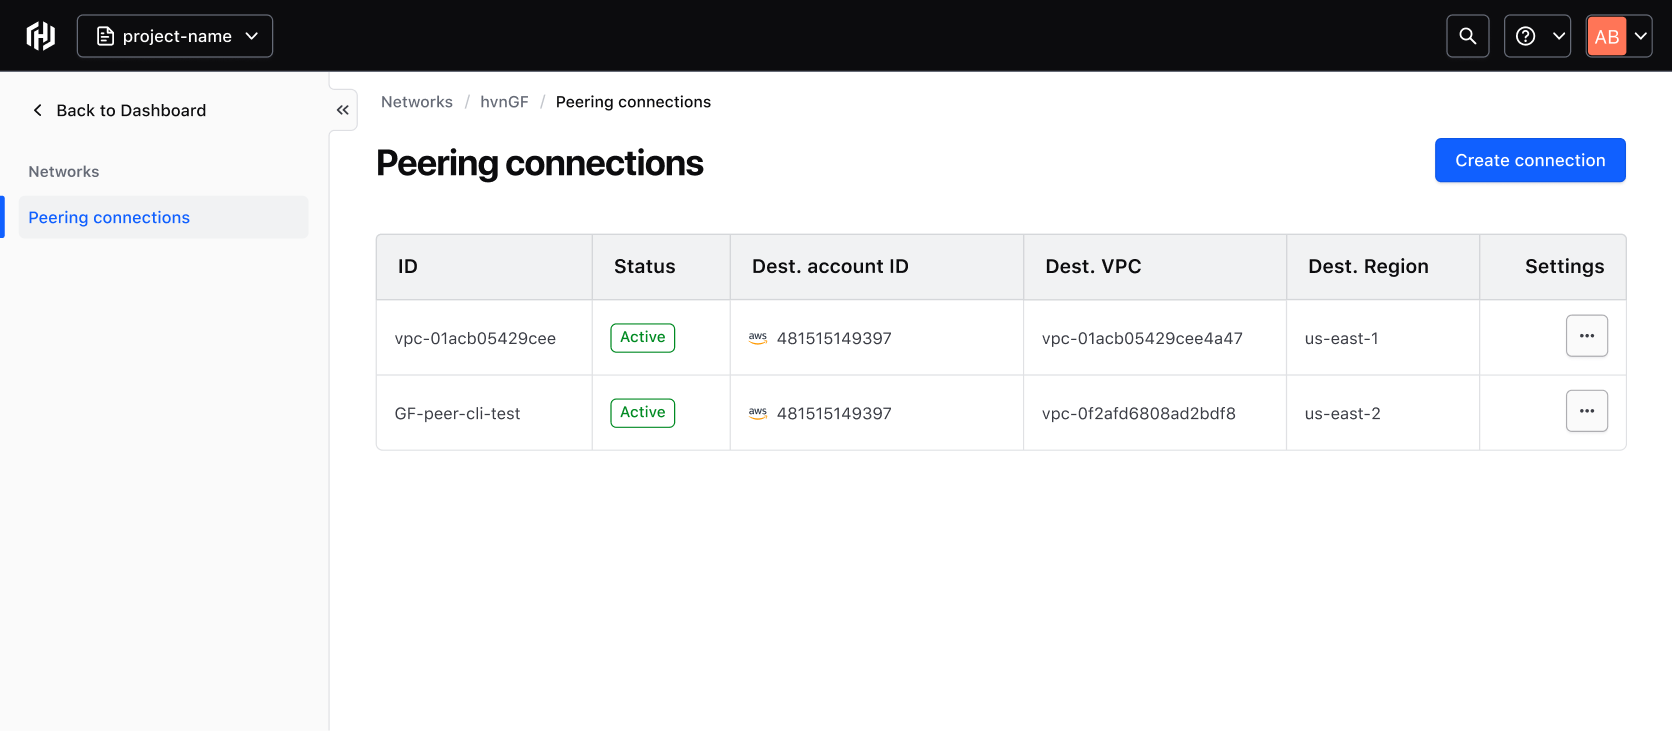 project-name
AB
Back to Dashboard
Networks
Peering connections
Networks / hvnGF / Peering connections
Peering connections
Create connection
ID Status Dest. account ID Dest. VPC Dest. Region Settings
vpc-01acb05429cee Active aws 481515149397 vpc-01acb05429cee4a47 us-east-1
GF-peer-cli-test Active aws 481515149397 vpc-0f2afd6808ad2bdf8 us-east-2